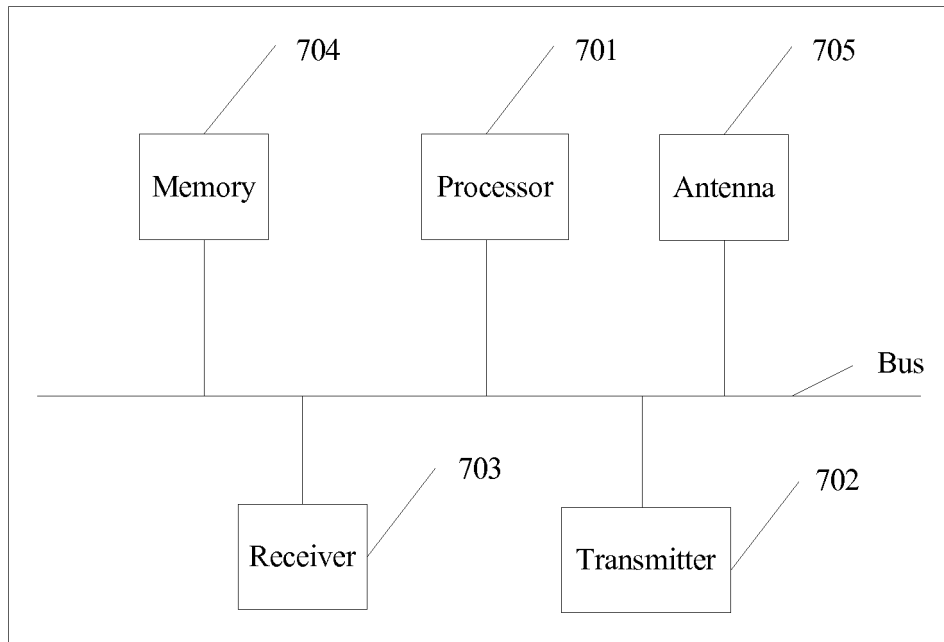 704
701
705
Memory
Processor
Antenna
Bus
703
702
Receiver
Transmitter